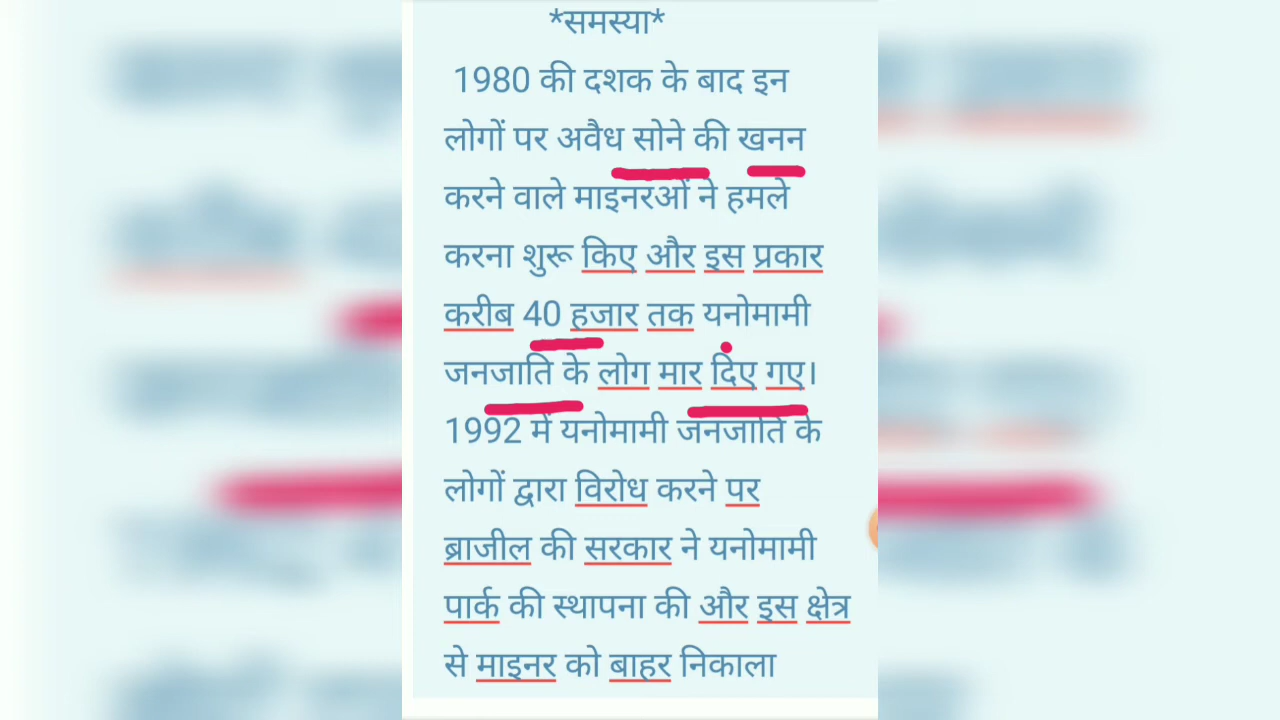 *समस्या*
1980 की दशक के बाद इन
लोगों पर अवैध सोने की खनन
करने वाले माइनरओं ने हमले
करना शुरू किए और इस प्रकार
करीब 40 हजार तक यनोमामी
जनजाति के लोग मार दिए गए।
1992 में यनोमामी जनजाति के
लोगों द्वारा विरोध करने पर
ब्राजील की सरकार ने यनोमामी
पार्क की स्थापना की और इस क्षेत्र
से माइनर को बाहर निकाला